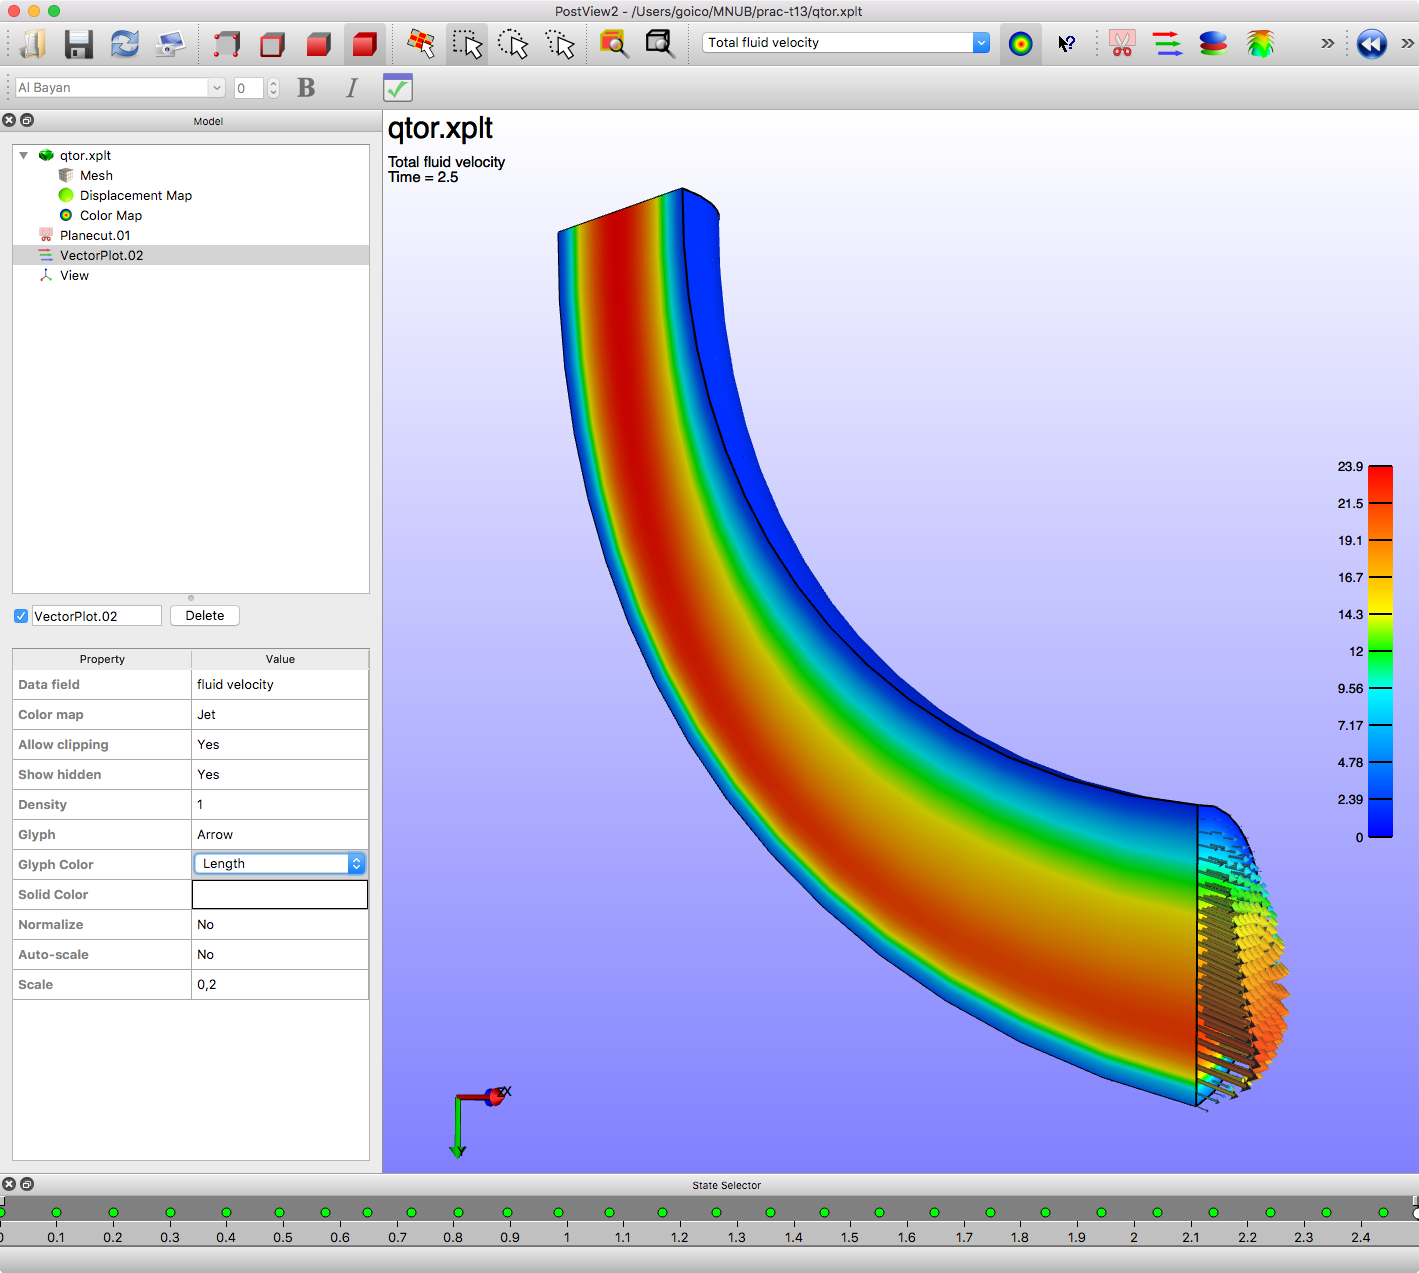 PostView2 - /Users/goico/MNUB/prac-t13/qtor.xplt
Total fluid velocity
Al Bayan
0
B
I
Model
qtor.xplt
Mesh
Displacement Map
Color Map
Planecut.01
VectorPlot.02
View
VectorPlot.02
Delete
Property Value
Data field fluid velocity
Color map Jet
Allow clipping Yes
Show hidden Yes
Density 1
Glyph Arrow
Glyph Color Length
Solid Color
Normalize No
Auto-scale No
Scale 0,2
qtor.xplt
Total fluid velocity
Time = 2.5
23.9
21.5
19.1
16.7
14.3
12
9.56
7.17
4.78
2.39
0
X
Y
State Selector
0 0.1 0.2 0.3 0.4 0.5 0.6 0.7 0.8 0.9 1 1.1 1.2 1.3 1.4 1.5 1.6 1.7 1.8 1.9 2 2.1 2.2 2.3 2.4